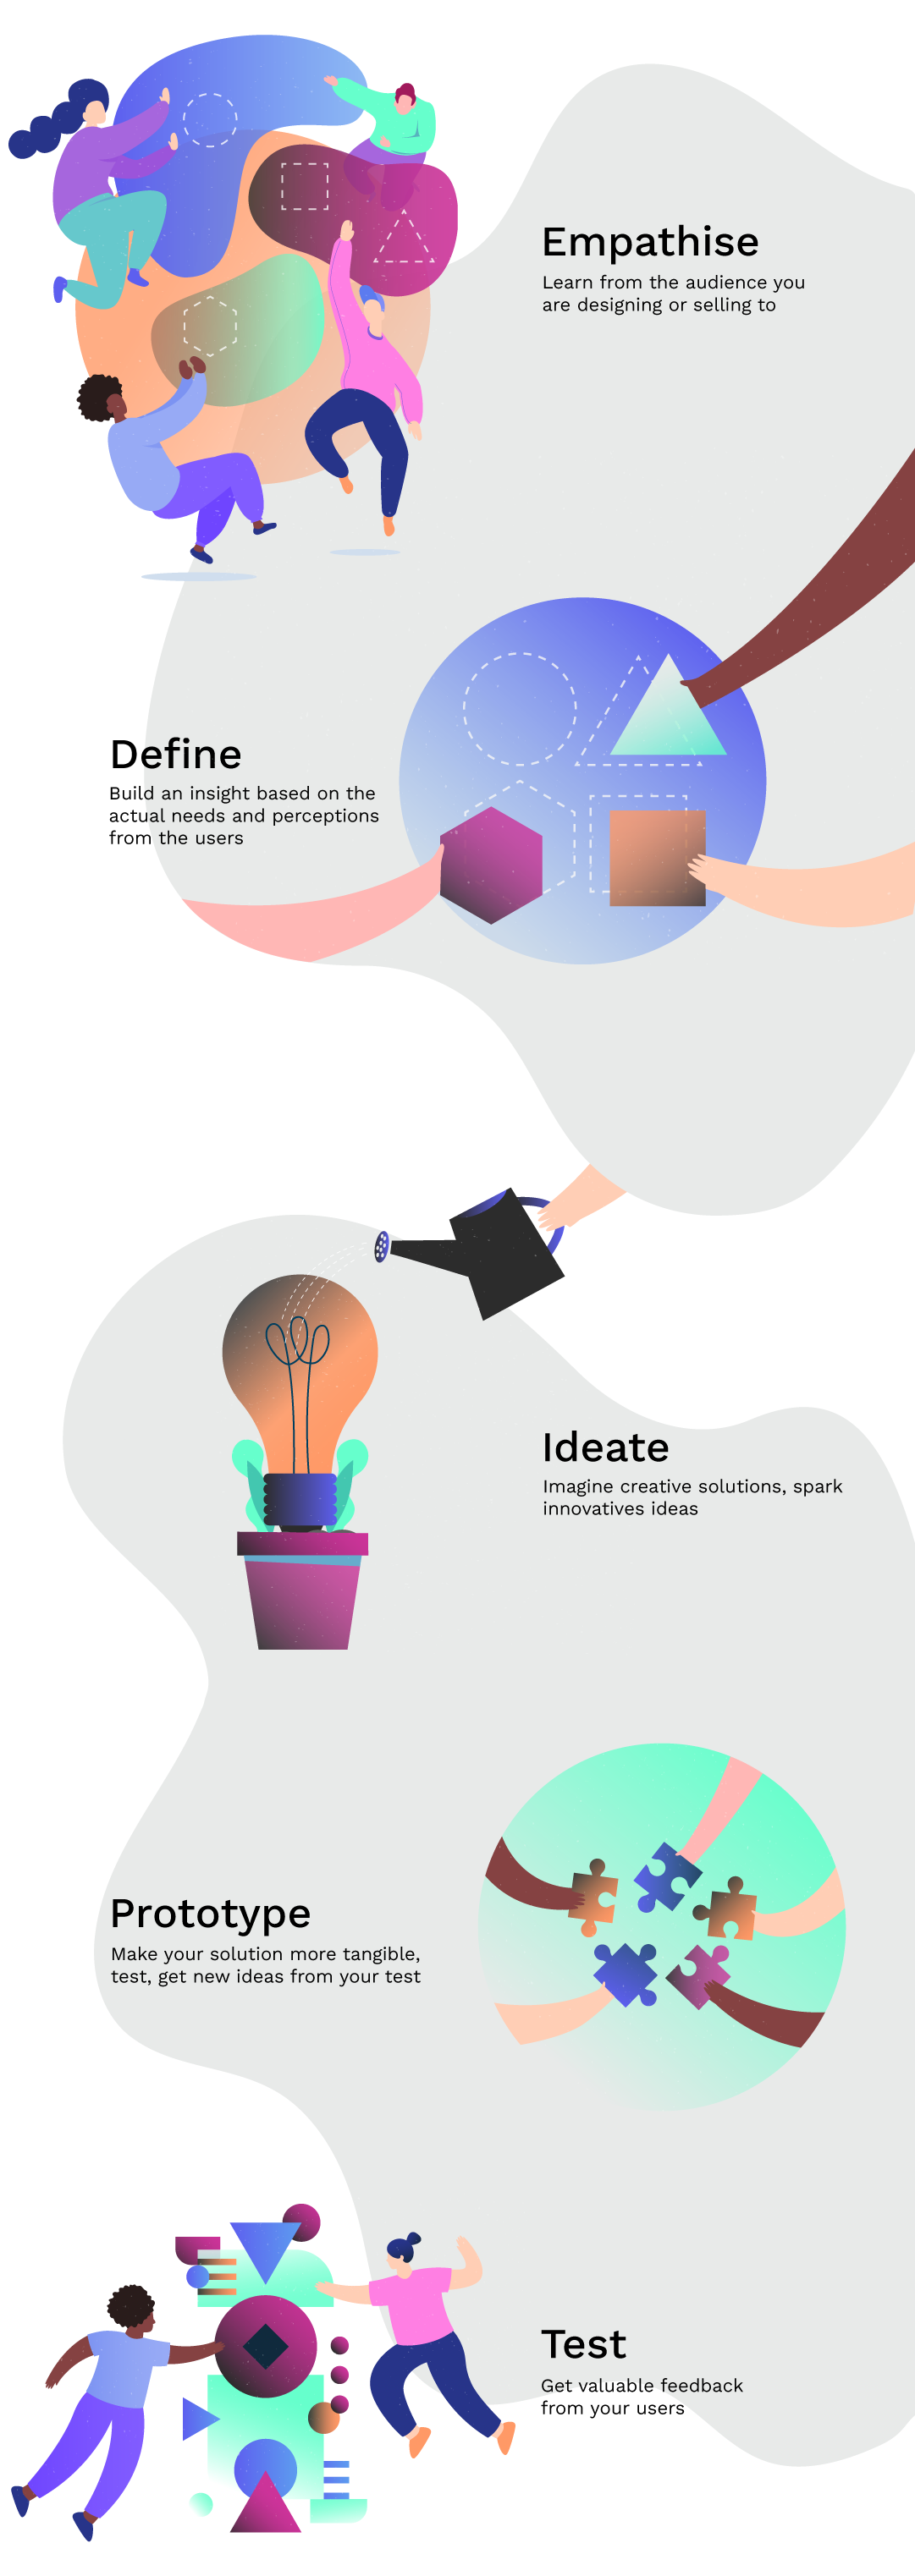 Empathise
Learn from the audience you
are designing or selling to
Define
Build an insight based on the
actual needs and perceptions
from the users
Ideate
Imagine creative solutions, spark
innovatives ideas
Prototype
Make your solution more tangible,
test, get new ideas from your test
Test
Get valuable feedback
from your users